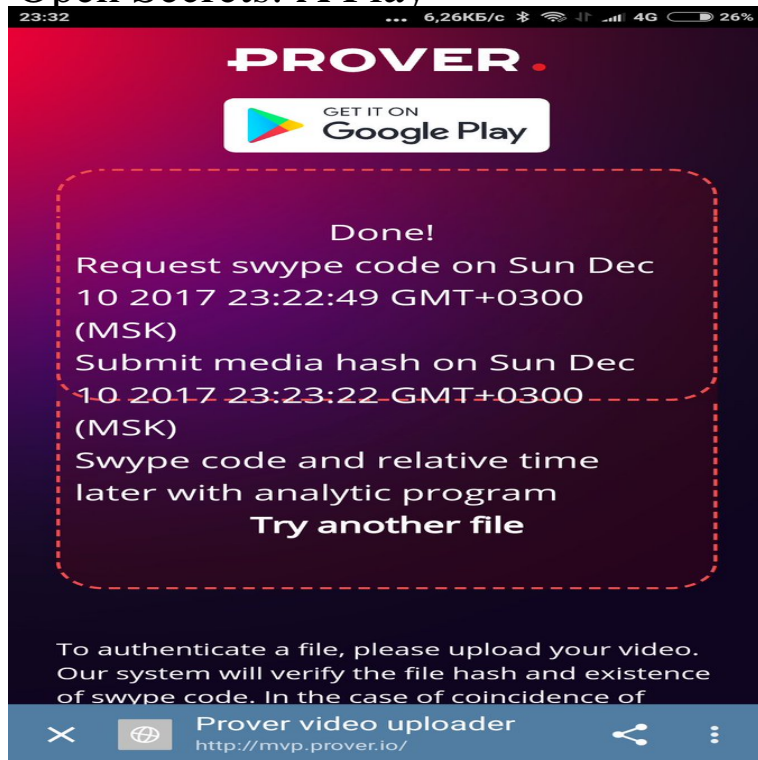 Open Secrets: A Play
23:32 ... 6,26КБ/с 4G 26%
PROVER.
GET IT ON
Google Play
Done!
Request swype code on Sun Dec
10 2017 23:22:49 GMT+0300
(MSK)
Submit media hash on Sun Dec
10 2017 23:23:22 GMT+0300
(MSK)
Swype code and relative time
later with analytic program
Try another file
To authenticate a file, please upload your video.
Our system will verify the file hash and existence
of swype code. In the case of coincidence of
Prover video uploader
http://mvp.prover.io/